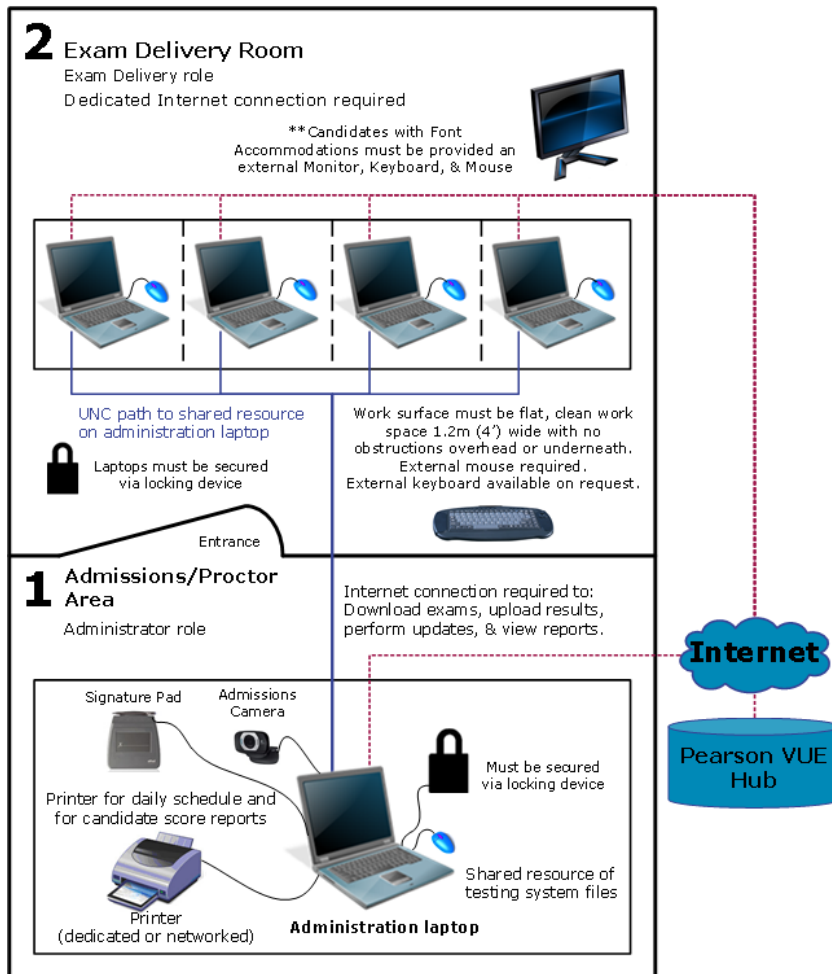 2 Exam Delivery Room
Exam Delivery role
Dedicated Internet connection required
**Candidates with Font
Accommodations must be provided an
external Monitor, Keyboard, & Mouse
UNC path to shared resource
on administration laptop
Laptops must be secured
via locking device
Work surface must be flat, clean work
space 1.2m (4') wide with no
obstructions overhead or underneath.
External mouse required.
External keyboard available on request.
Entrance
1 Admissions/Proctor
Area
Administrator role
Internet connection required to:
Download exams, upload results,
perform updates, & view reports.
Internet
Pearson VUE
Hub
Signature Pad
Admissions
Camera
Must be secured
via locking device
Printer for daily schedule and
for candidate score reports
Shared resource of
testing system files
Printer
(dedicated or networked)
Administration laptop